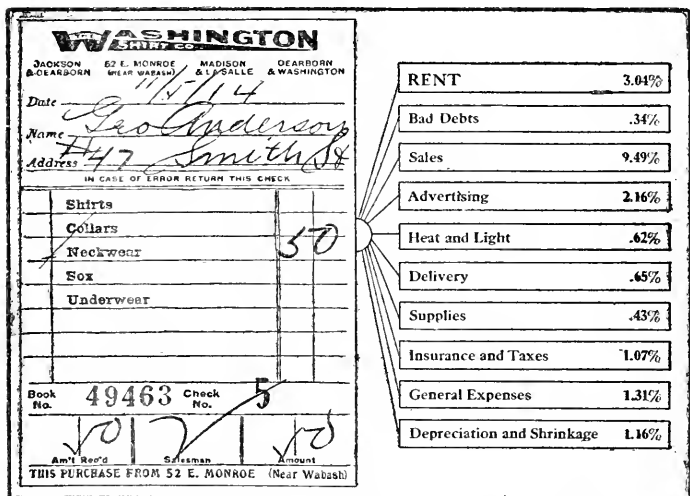 WASHINGTON
SHIRT CO.
JACKSON & DEARBORN 62 E. MONROE (NEAR WABASH) MADISON & LA SALLE DEARBORN & WASHINGTON
Date 11/5/14
Name Geo Anderson
Address #47 Smith St
IN CASE OF ERROR RETURN THIS CHECK
Shirts
Collars
Neckwear 50
Sox
Underwear
Book No. 49463 Check No. 5
50 50
Am't Rec'd Salesman Amount
THIS PURCHASE FROM 52 E. MONROE (Near Wabash)
RENT 3.04%
Bad Debts .34%
Sales 9.49%
Advertising 2.16%
Heat and Light .62%
Delivery .65%
Supplies .43%
Insurance and Taxes 1.07%
General Expenses 1.31%
Depreciation and Shrinkage 1.16%